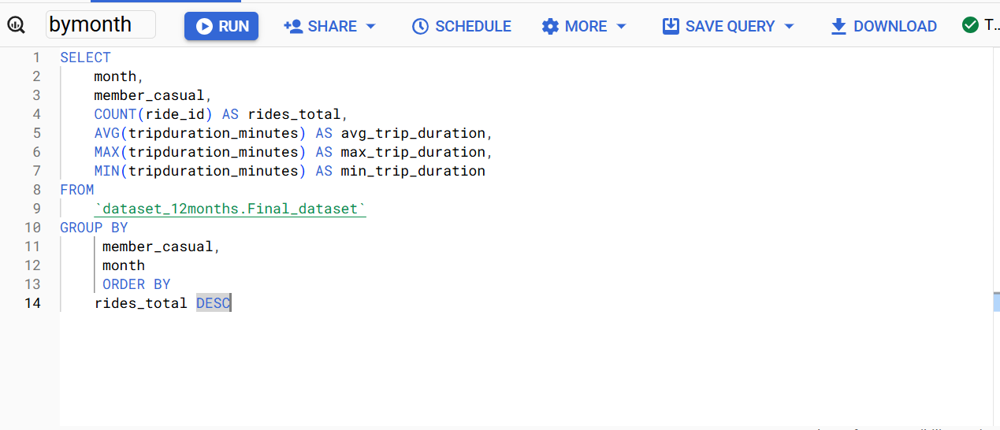 bymonth RUN SHARE SCHEDULE MORE SAVE QUERY DOWNLOAD T...
1 SELECT
2 month,
3 member_casual,
4 COUNT(ride_id) AS rides_total,
5 AVG(tripduration_minutes) AS avg_trip_duration,
6 MAX(tripduration_minutes) AS max_trip_duration,
7 MIN(tripduration_minutes) AS min_trip_duration
8 FROM
9 `dataset_12months.Final_dataset`
10 GROUP BY
11 member_casual,
12 month
13 ORDER BY
14 rides_total DESC